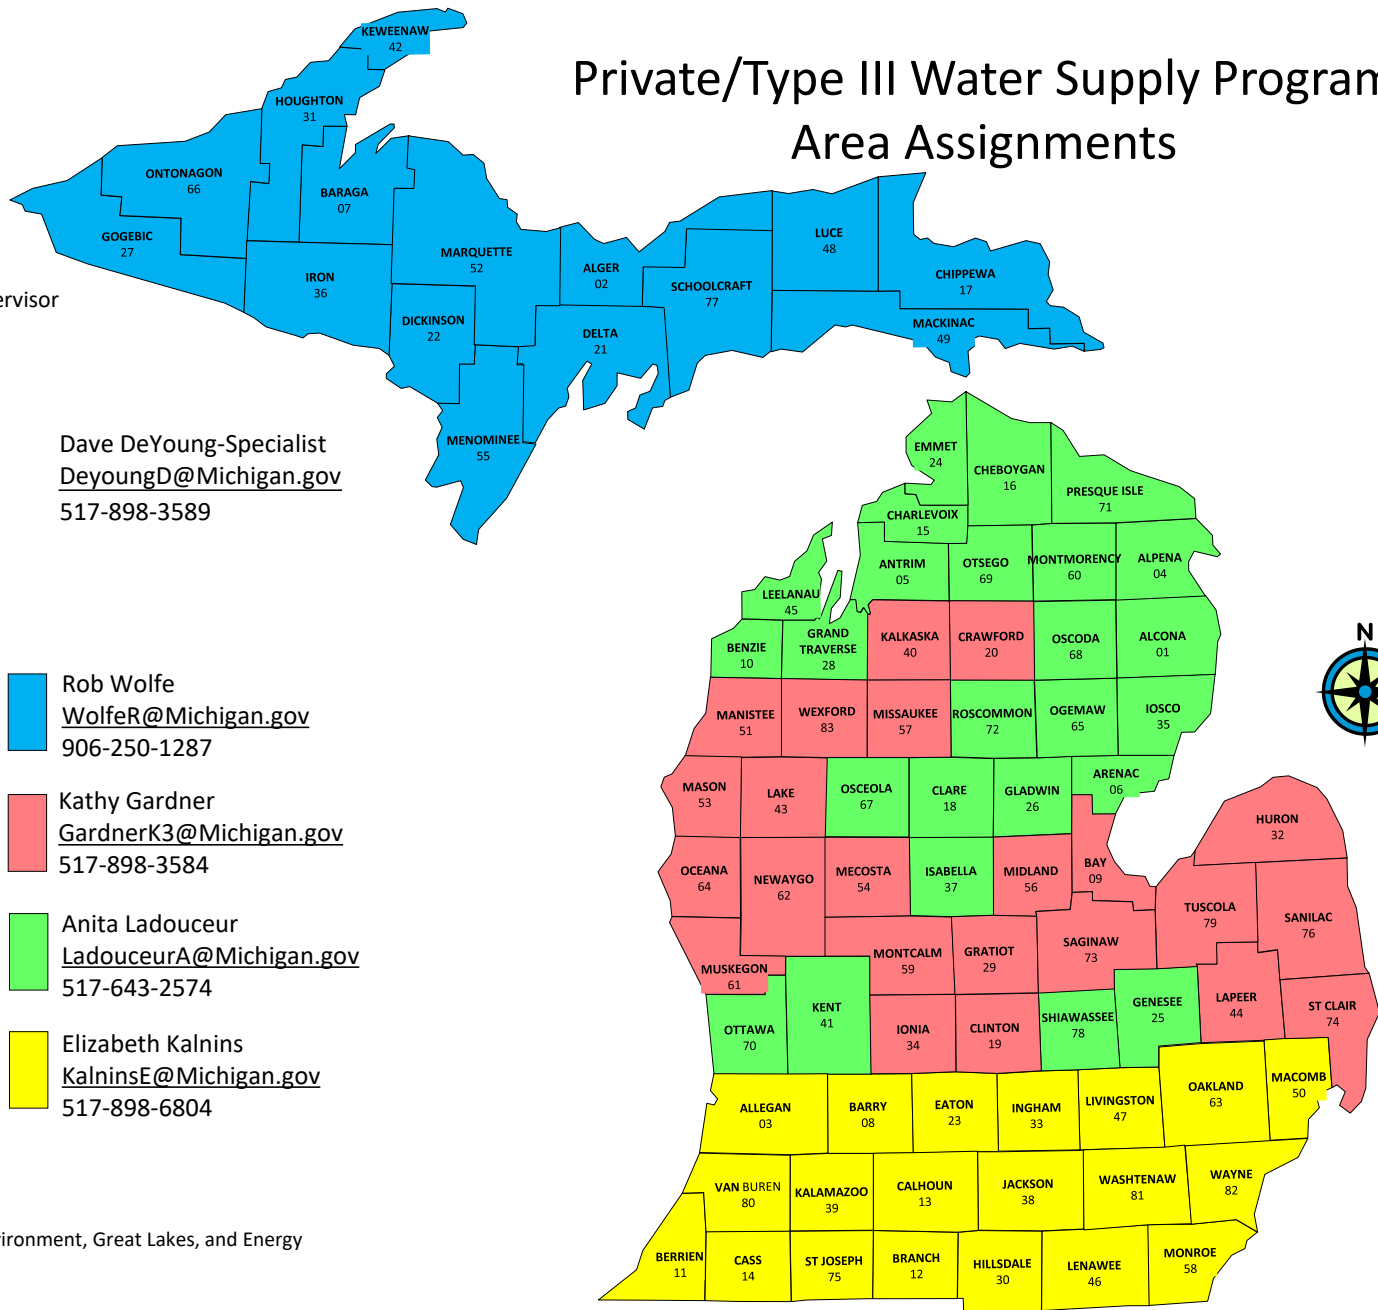 Private/Type III Water Supply Program
Area Assignments
KEWEENAW
42
HOUGHTON
31
ONTONAGON
66
BARAGA
07
GOGEBIC
27
MARQUETTE
52
IRON
36
ALGER
02
LUCE
48
SCHOOLCRAFT
77
CHIPPEWA
17
DICKINSON
22
DELTA
21
MACKINAC
49
MENOMINEE
55
ervisor
Dave DeYoung-Specialist
DeyoungD@Michigan.gov
517-898-3589
Rob Wolfe
WolfeR@Michigan.gov
906-250-1287
Kathy Gardner
GardnerK3@Michigan.gov
517-898-3584
Anita Ladouceur
LadouceurA@Michigan.gov
517-643-2574
Elizabeth Kalnins
KalninsE@Michigan.gov
517-898-6804
ironment, Great Lakes, and Energy
N
EMMET
24
CHEBOYGAN
16
PRESQUE ISLE
71
CHARLEVOIX
15
ANTRIM
05
OTSEGO
69
MONTMORENCY
60
ALPENA
04
LEELANAU
45
BENZIE
10
GRAND
TRAVERSE
28
KALKASKA
40
CRAWFORD
20
OSCODA
68
ALCONA
01
MANISTEE
51
WEXFORD
83
MISSAUKEE
57
ROSCOMMON
72
OGEMAW
65
IOSCO
35
MASON
53
LAKE
43
OSCEOLA
67
CLARE
18
GLADWIN
26
ARENAC
06
HURON
32
OCEANA
64
NEWAYGO
62
MECOSTA
54
ISABELLA
37
MIDLAND
56
BAY
09
TUSCOLA
79
SANILAC
76
MUSKEGON
61
MONTCALM
59
GRATIOT
29
SAGINAW
73
OTTAWA
70
KENT
41
IONIA
34
CLINTON
19
SHIAWASSEE
78
GENESEE
25
LAPEER
44
ST CLAIR
74
ALLEGAN
03
BARRY
08
EATON
23
INGHAM
33
LIVINGSTON
47
OAKLAND
63
MACOMB
50
VAN BUREN
80
KALAMAZOO
39
CALHOUN
13
JACKSON
38
WASHTENAW
81
WAYNE
82
BERRIEN
11
CASS
14
ST JOSEPH
75
BRANCH
12
HILLSDALE
30
LENAWEE
46
MONROE
58